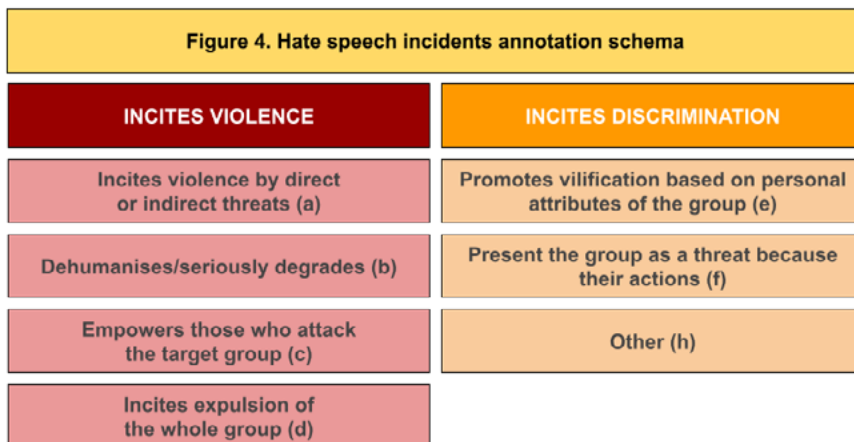 Figure 4. Hate speech incidents annotation schema
INCITES VIOLENCE
INCITES DISCRIMINATION
Incites violence by direct
or indirect threats (a)
Promotes vilification based on personal
attributes of the group (e)
Dehumanises/seriously degrades (b)
Present the group as a threat because
their actions (f)
Empowers those who attack
the target group (c)
Other (h)
Incites expulsion of
the whole group (d)